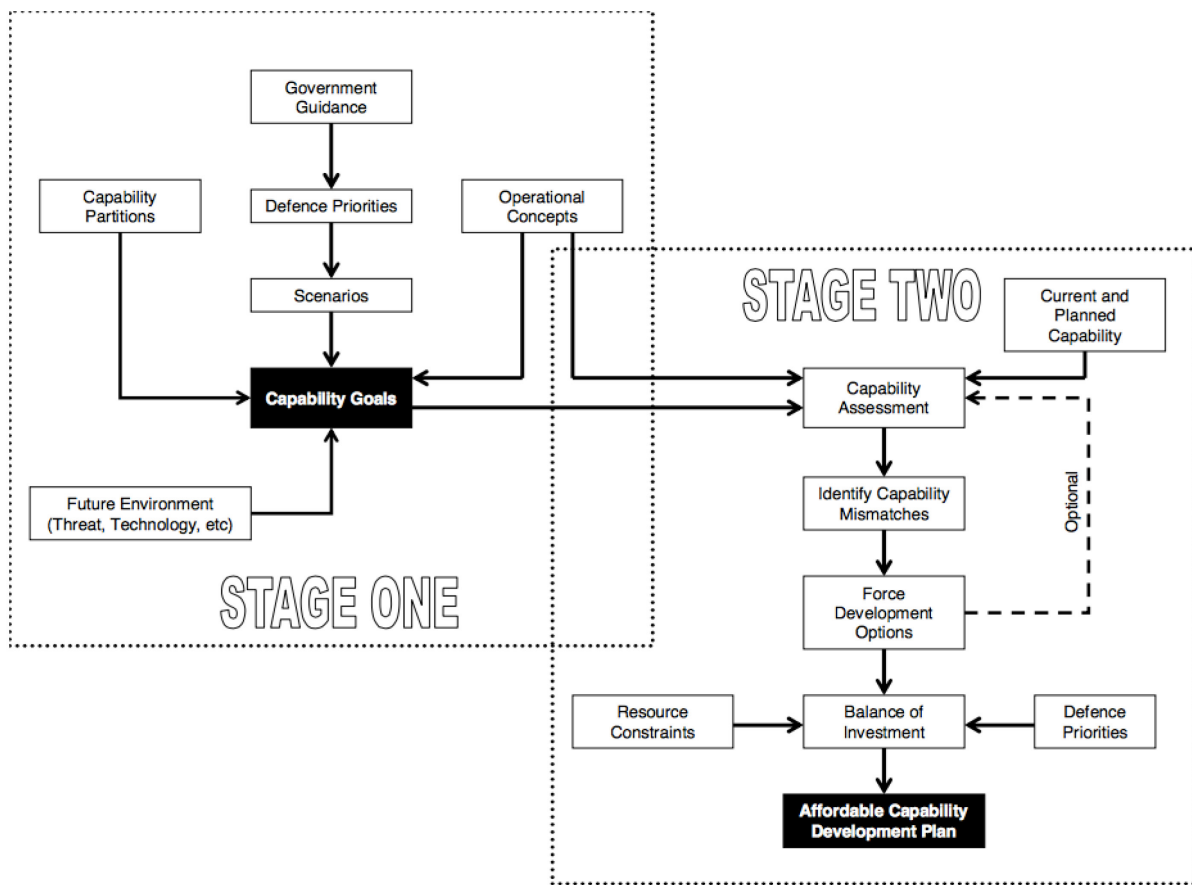 Government
Guidance
Capability
Partitions
Defence Priorities
Operational
Concepts
Scenarios
Capability Goals
Future Environment
(Threat, Technology, etc)
STAGE ONE
STAGE TWO
Current and
Planned
Capability
Capability
Assessment
Identify Capability
Mismatches
Optional
Force
Development
Options
Resource
Constraints
Balance of
Investment
Defence
Priorities
Affordable Capability
Development Plan